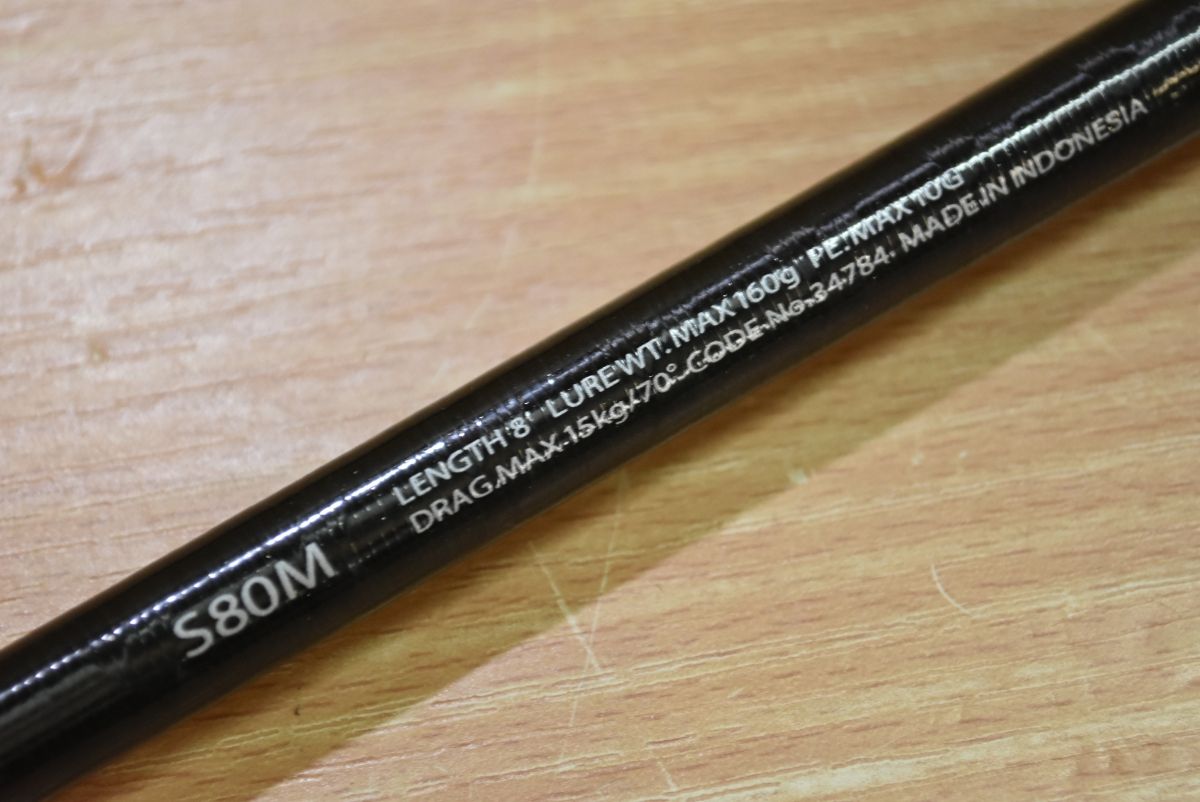 S80M
LENGTH 8' LURE WT. MAX 160g PE. MAX 10G
DRAG.MAX.15kg/70° CODE No.34784. MADE IN INDONESIA